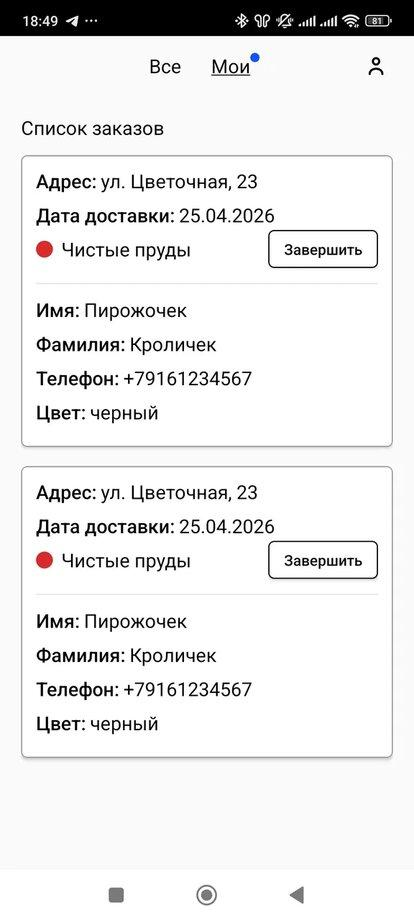 18:49 81
Все Мои
Список заказов
Адрес: ул. Цветочная, 23
Дата доставки: 25.04.2026
Чистые пруды Завершить
Имя: Пирожочек
Фамилия: Кроличек
Телефон: +79161234567
Цвет: черный
Адрес: ул. Цветочная, 23
Дата доставки: 25.04.2026
Чистые пруды Завершить
Имя: Пирожочек
Фамилия: Кроличек
Телефон: +79161234567
Цвет: черный